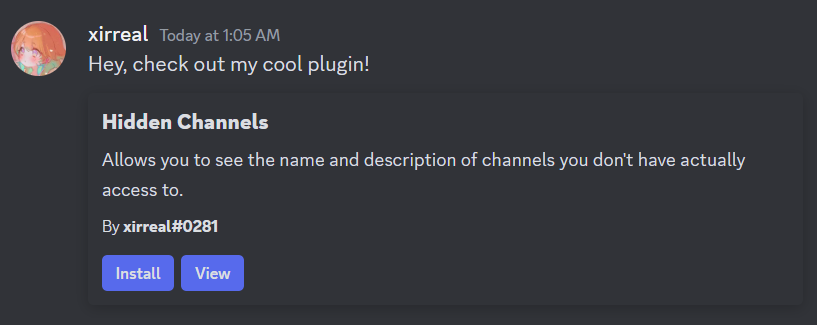 xirreal Today at 1:05 AM
Hey, check out my cool plugin!
Hidden Channels
Allows you to see the name and description of channels you don't have actually
access to.
By xirreal#0281
Install View